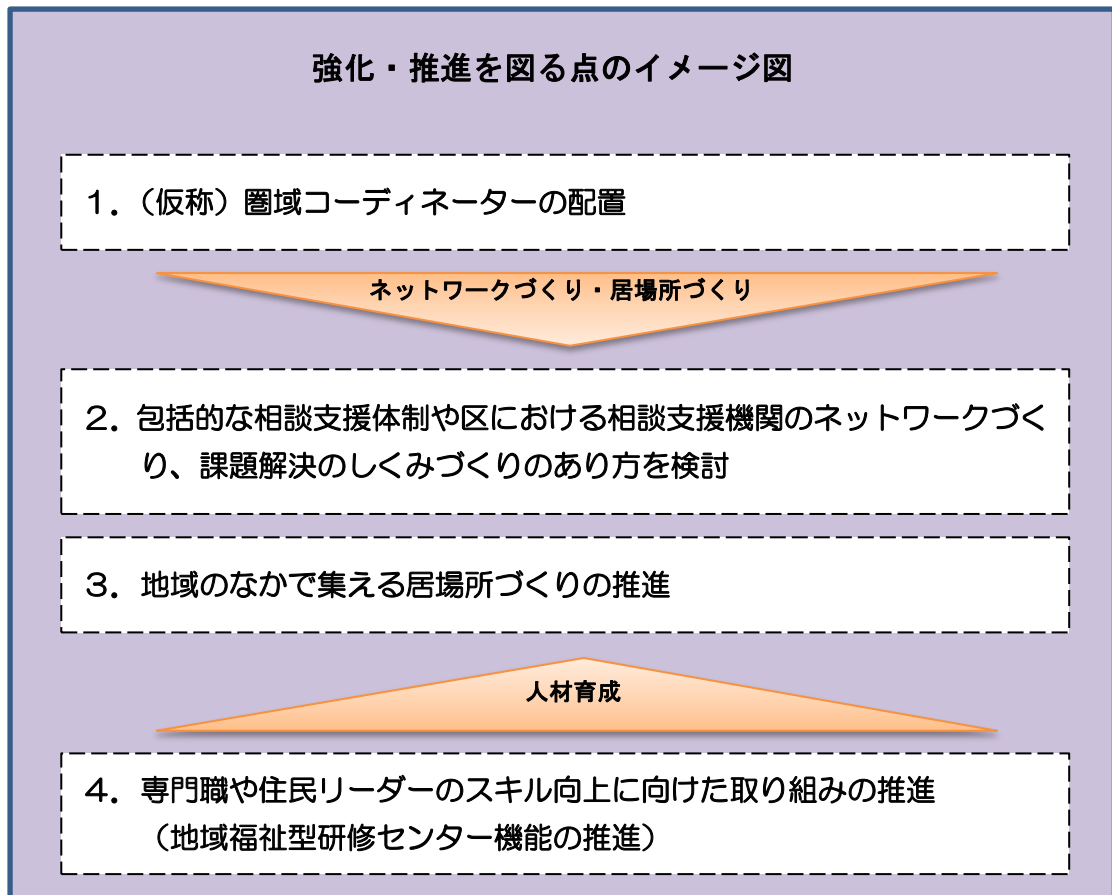 強化・推進を図る点のイメージ図
１．（仮称）圏域コーディネーターの配置
ネットワークづくり・居場所づくり
２．包括的な相談支援体制や区における相談支援機関のネットワークづく
り、課題解決のしくみづくりのあり方を検討
３．地域のなかで集える居場所づくりの推進
人材育成
４．専門職や住民リーダーのスキル向上に向けた取り組みの推進
（地域福祉型研修センター機能の推進）